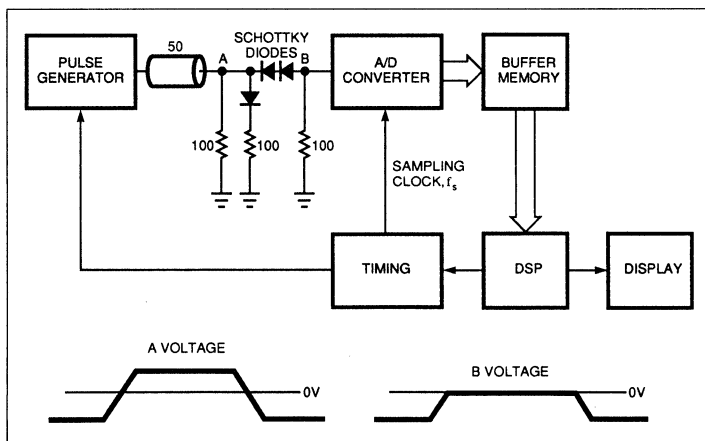 PULSE
GENERATOR
50
A
SCHOTTKY
DIODES
B
A/D
CONVERTER
BUFFER
MEMORY
100
100
100
SAMPLING
CLOCK, fs
TIMING
DSP
DISPLAY
A VOLTAGE
0V
B VOLTAGE
0V